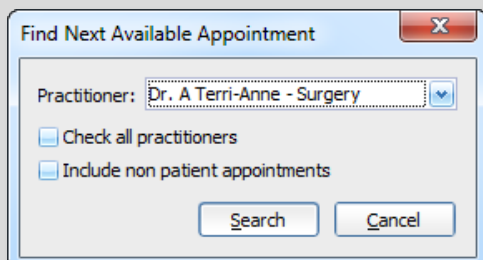 Find Next Available Appointment
Practitioner: Dr. A Terri-Anne - Surgery
Check all practitioners
Include non patient appointments
Search Cancel